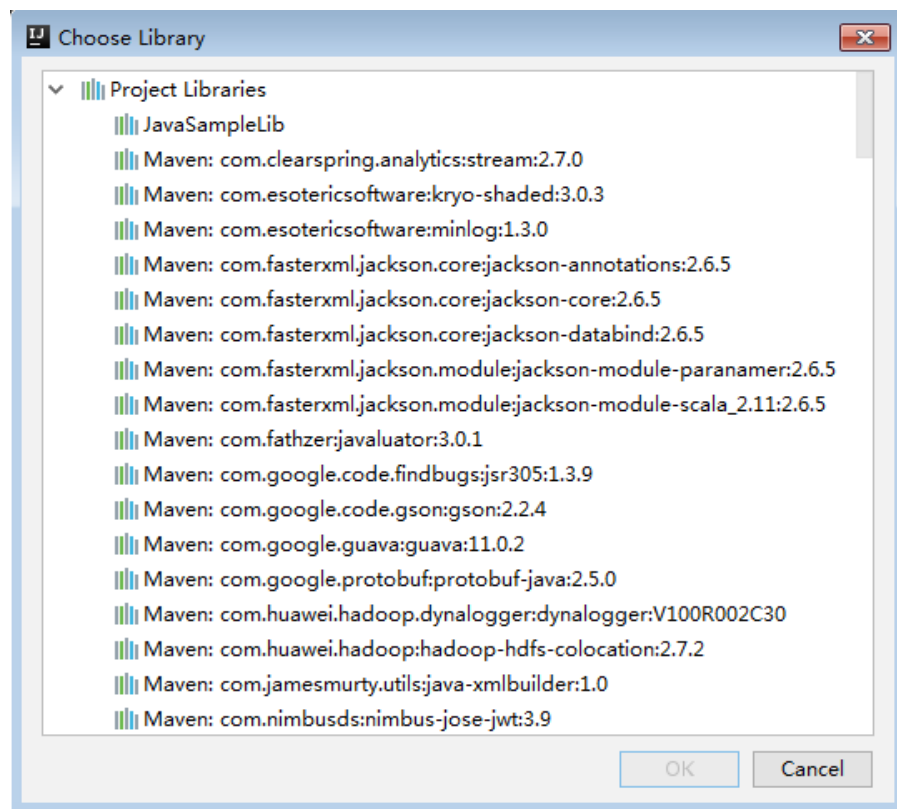 IJ
Choose Library
Project Libraries
JavaSampleLib
Maven: com.clearspring.analytics:stream:2.7.0
Maven: com.esotericsoftware:kryo-shaded:3.0.3
Maven: com.esotericsoftware:minlog:1.3.0
Maven: com.fasterxml.jackson.core:jackson-annotations:2.6.5
Maven: com.fasterxml.jackson.core:jackson-core:2.6.5
Maven: com.fasterxml.jackson.core:jackson-databind:2.6.5
Maven: com.fasterxml.jackson.module:jackson-module-paranamer:2.6.5
Maven: com.fasterxml.jackson.module:jackson-module-scala_2.11:2.6.5
Maven: com.fathzer:javaluator:3.0.1
Maven: com.google.code.findbugs:jsr305:1.3.9
Maven: com.google.code.gson:gson:2.2.4
Maven: com.google.guava:guava:11.0.2
Maven: com.google.protobuf:protobuf-java:2.5.0
Maven: com.huawei.hadoop.dynalogger:dynalogger:V100R002C30
Maven: com.huawei.hadoop:hadoop-hdfs-colocation:2.7.2
Maven: com.jamesmurty.utils:java-xmlbuilder:1.0
Maven: com.nimbusds:nimbus-jose-jwt:3.9
OK
Cancel